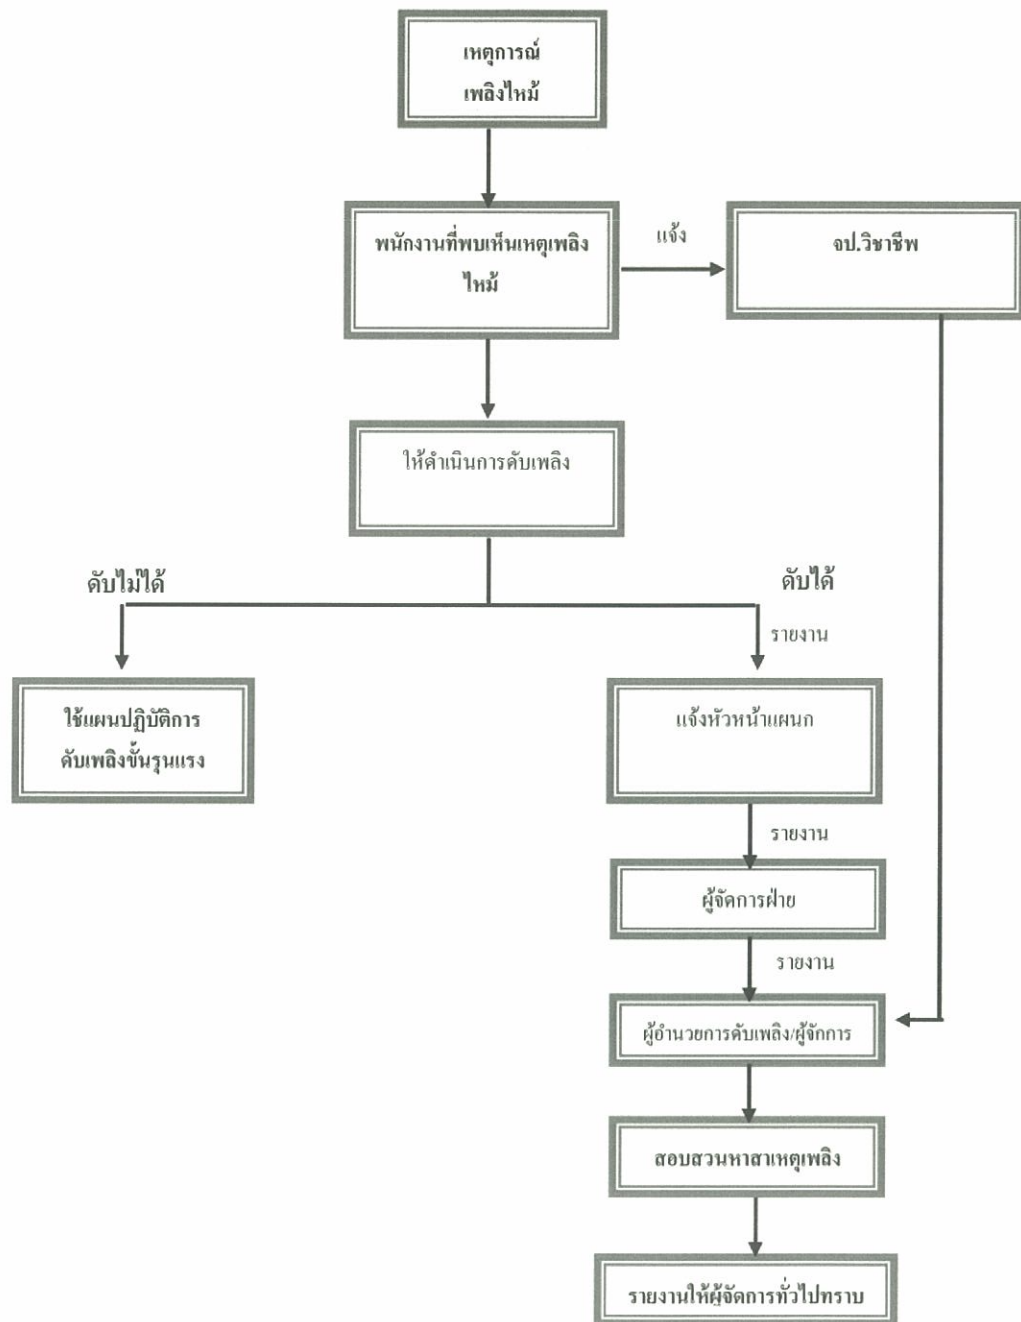 เหตุการณ์
เพลิงไหม้
พนักงานที่พบเห็นเหตุเพลิง
ไหม้
แจ้ง
จป.วิชาชีพ
ให้ดำเนินการดับเพลิง
ดับไม่ได้
ดับได้
รายงาน
ใช้แผนปฏิบัติการ
ดับเพลิงขั้นรุนแรง
แจ้งหัวหน้าแผนก
รายงาน
ผู้จัดการฝ่าย
รายงาน
ผู้อำนวยการดับเพลิง/ผู้จักการ
สอบสวนหาสาเหตุเพลิง
รายงานให้ผู้จัดการทั่วไปทราบ